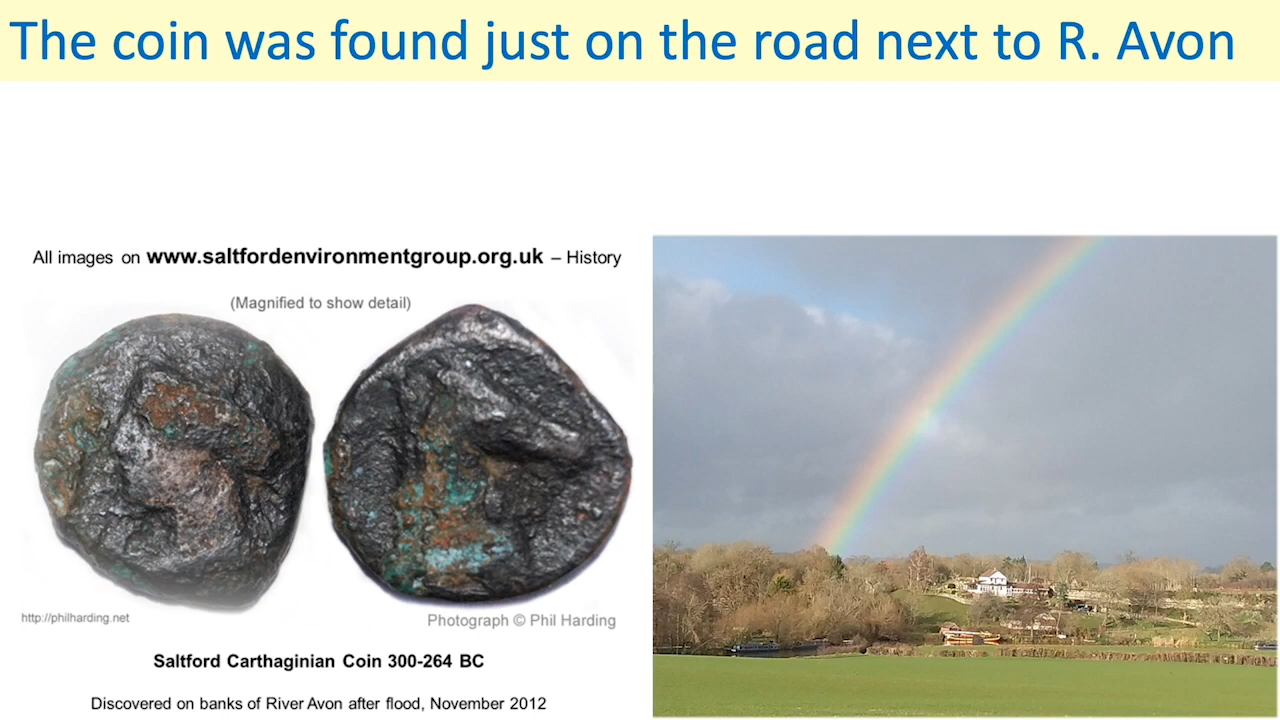 The coin was found just on the road next to R. Avon
All images on www.saltfordenvironmentgroup.org.uk – History
(Magnified to show detail)
http://philharding.net
Photograph © Phil Harding
Saltford Carthaginian Coin 300-264 BC
Discovered on banks of River Avon after flood, November 2012